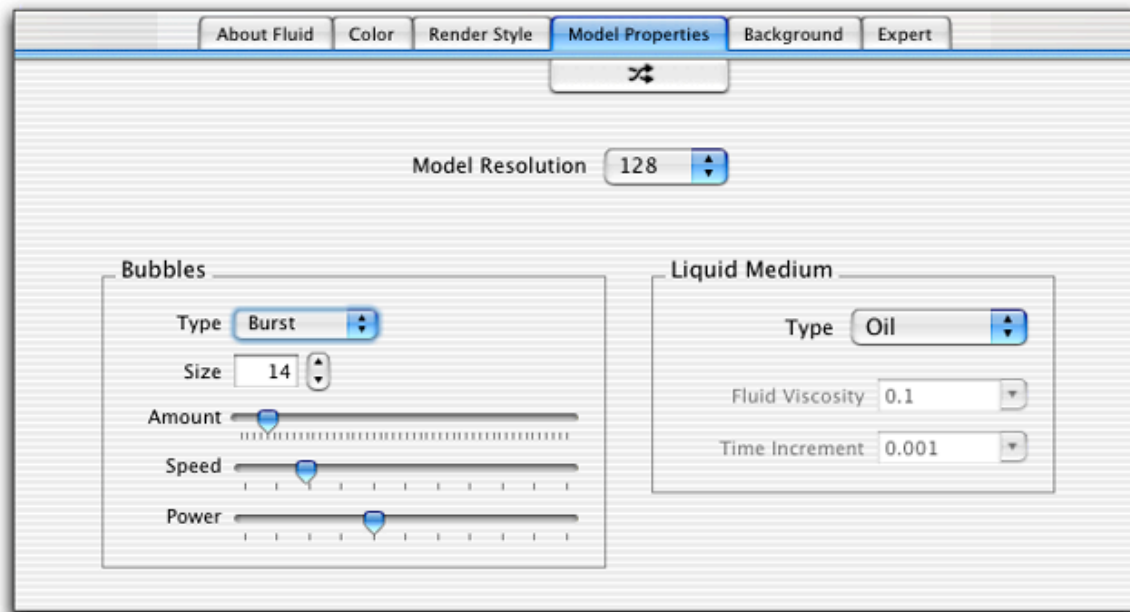 About Fluid Color Render Style Model Properties Background Expert
Model Resolution 128
Bubbles
Type Burst
Size 14
Amount
Speed
Power
Liquid Medium
Type Oil
Fluid Viscosity 0.1
Time Increment 0.001